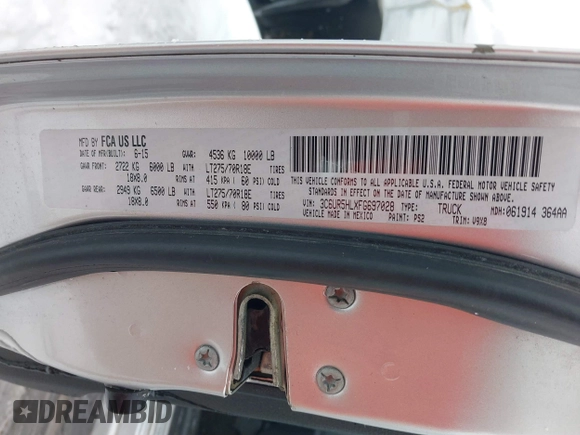 MFD BY FCA US LLC
DATE OF MFR(BUILT): 6-15 GVWR: 4536 KG 10000 LB
GAWR FRONT: 2722 KG 6000 LB WITH LT275/70R18E TIRES
18X8.0 RIMS AT 415 KPA ( 60 PSI) COLD
GAWR REAR: 2949 KG 6500 LB WITH LT275/70R18E TIRES
18X8.0 RIMS AT 550 KPA ( 80 PSI) COLD
THIS VEHICLE CONFORMS TO ALL APPLICABLE U.S.A. FEDERAL MOTOR VEHICLE SAFETY
STANDARDS IN EFFECT ON THE DATE OF MANUFACTURE SHOWN ABOVE.
VIN: 3C6UR5HLXFG697028 TYPE: TRUCK MDH: 061914 364AA
VEHICLE MADE IN MEXICO PAINT: PS2 TRIM: V9X8
DREAMBID